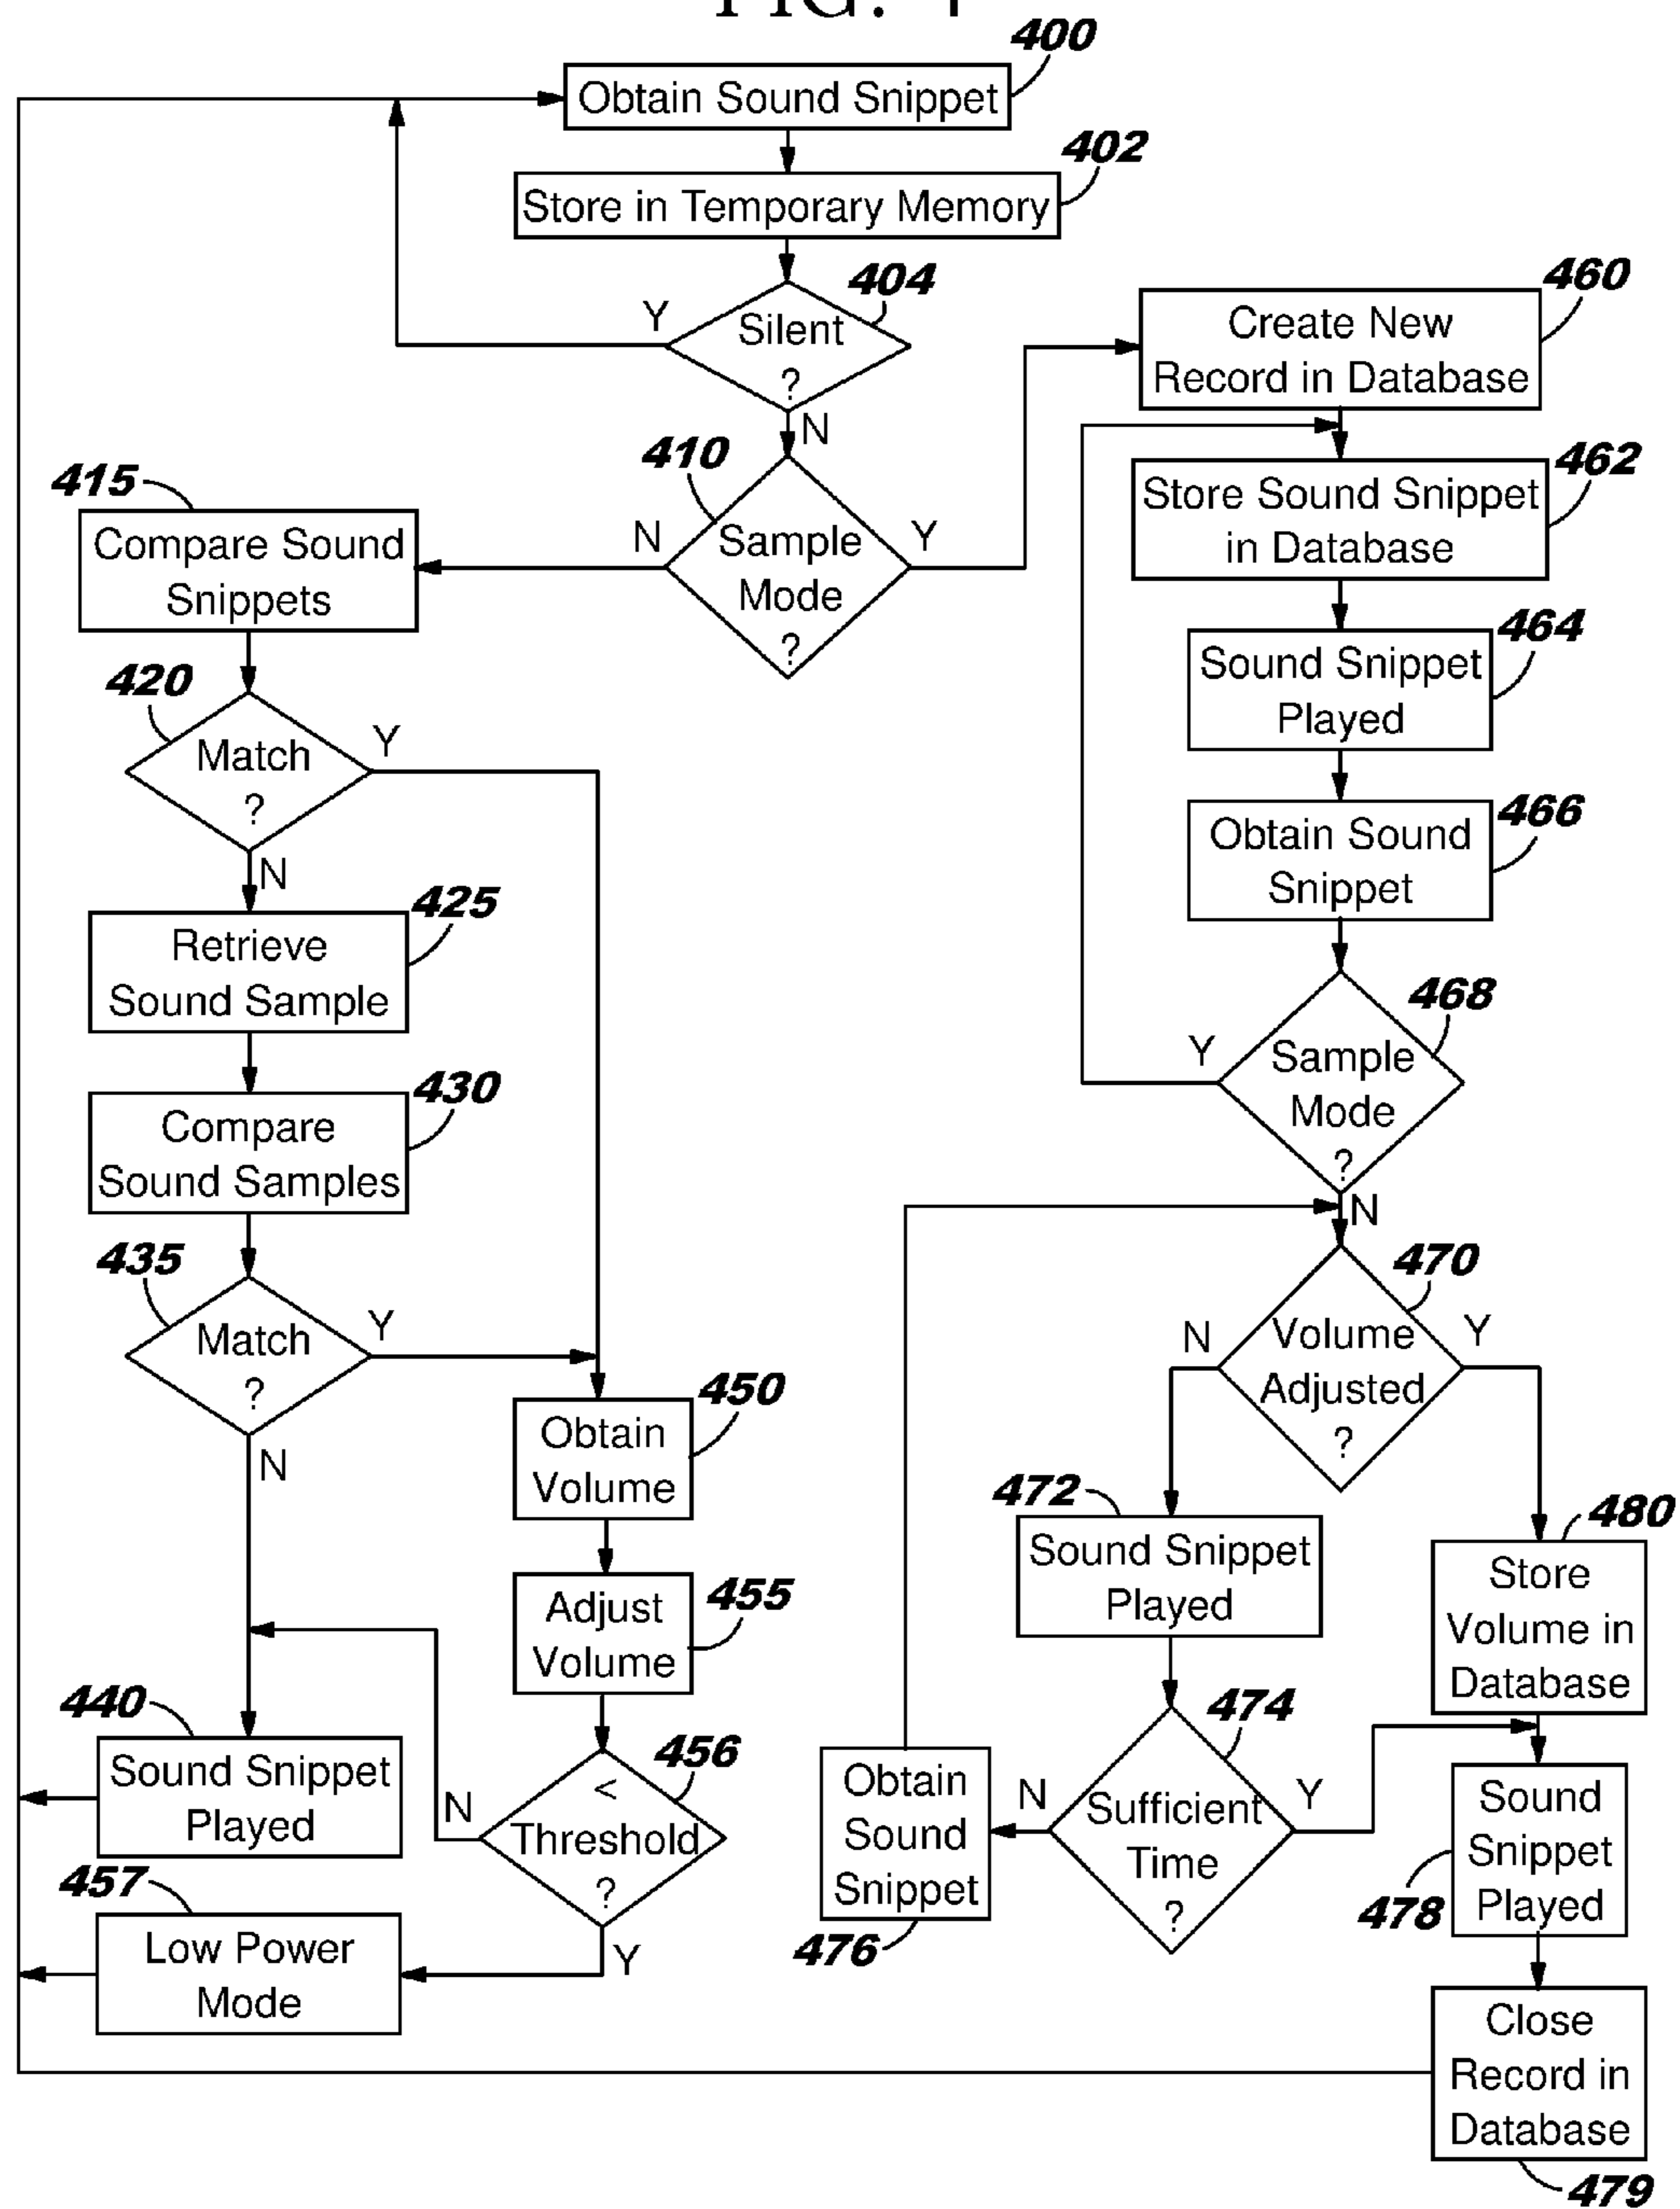 FIG. 4
400
Obtain Sound Snippet
402
Store in Temporary Memory
404
Silent
?
Y
N
410
Sample
Mode
?
N
Y
415
Compare Sound
Snippets
420
Match
?
Y
N
425
Retrieve
Sound Sample
430
Compare
Sound Samples
435
Match
?
Y
N
450
Obtain
Volume
455
Adjust
Volume
456
<
Threshold
?
N
Y
440
Sound Snippet
Played
457
Low Power
Mode
460
Create New
Record in Database
462
Store Sound Snippet
in Database
464
Sound Snippet
Played
466
Obtain Sound
Snippet
468
Sample
Mode
?
Y
N
470
Volume
Adjusted
?
N
Y
472
Sound Snippet
Played
474
Sufficient
Time
?
N
Y
476
Obtain
Sound
Snippet
480
Store
Volume in
Database
478
Sound
Snippet
Played
Close
Record in
Database
479